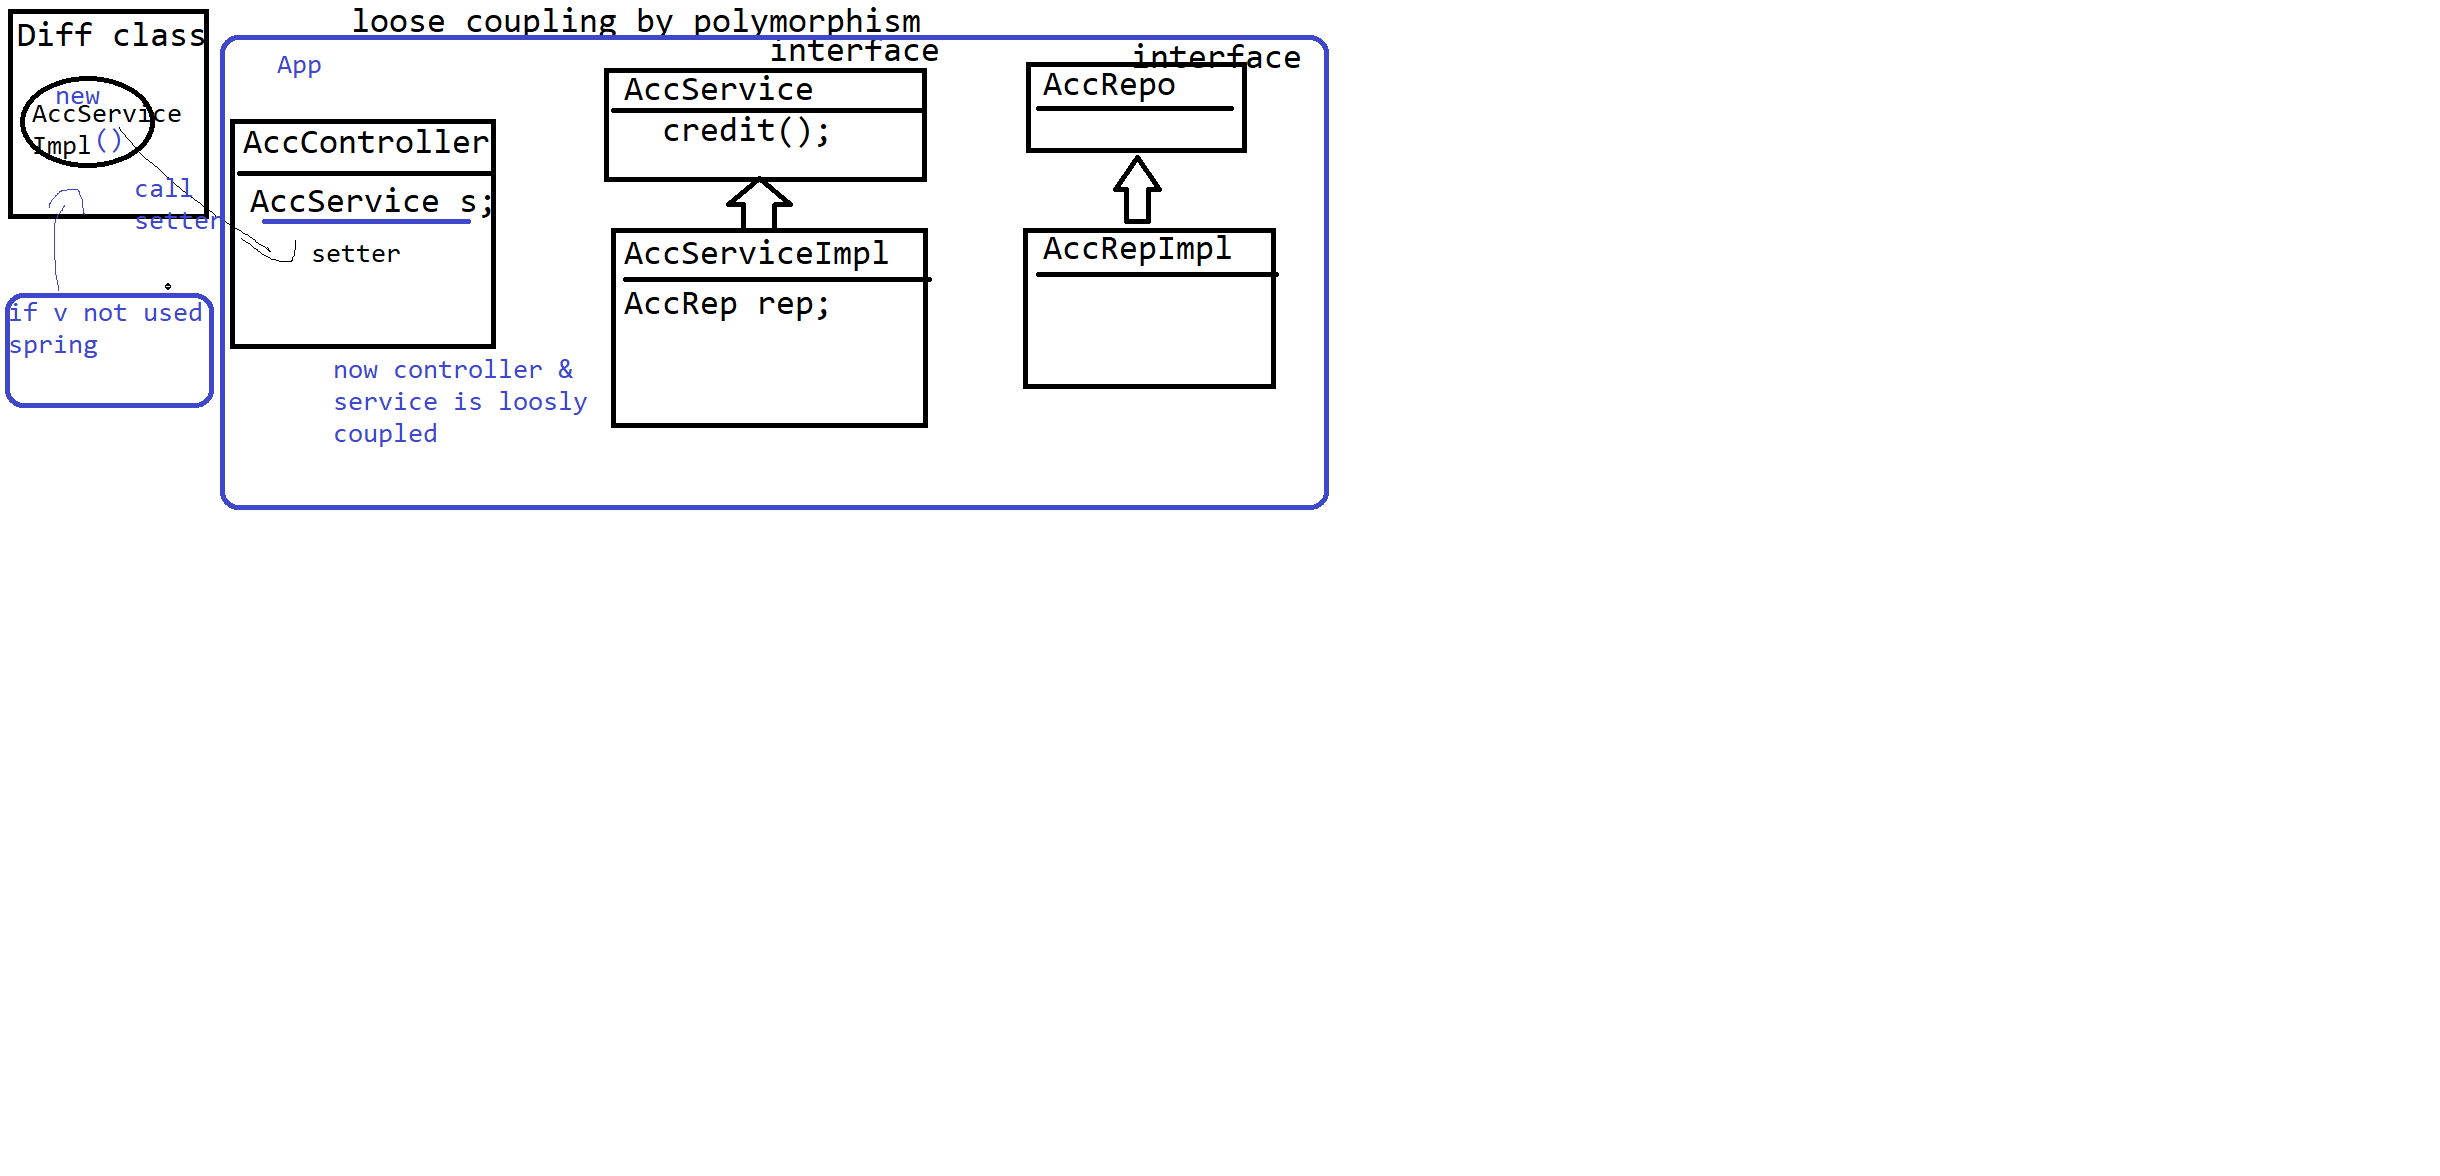 loose coupling by polymorphism
Diff class
new
AccService
Impl()
call
setter
if v not used
spring
App
AccController
AccService s;
setter
now controller &
service is loosly
coupled
interface
AccService
credit();
AccServiceImpl
AccRep rep;
interface
AccRepo
AccRepImpl